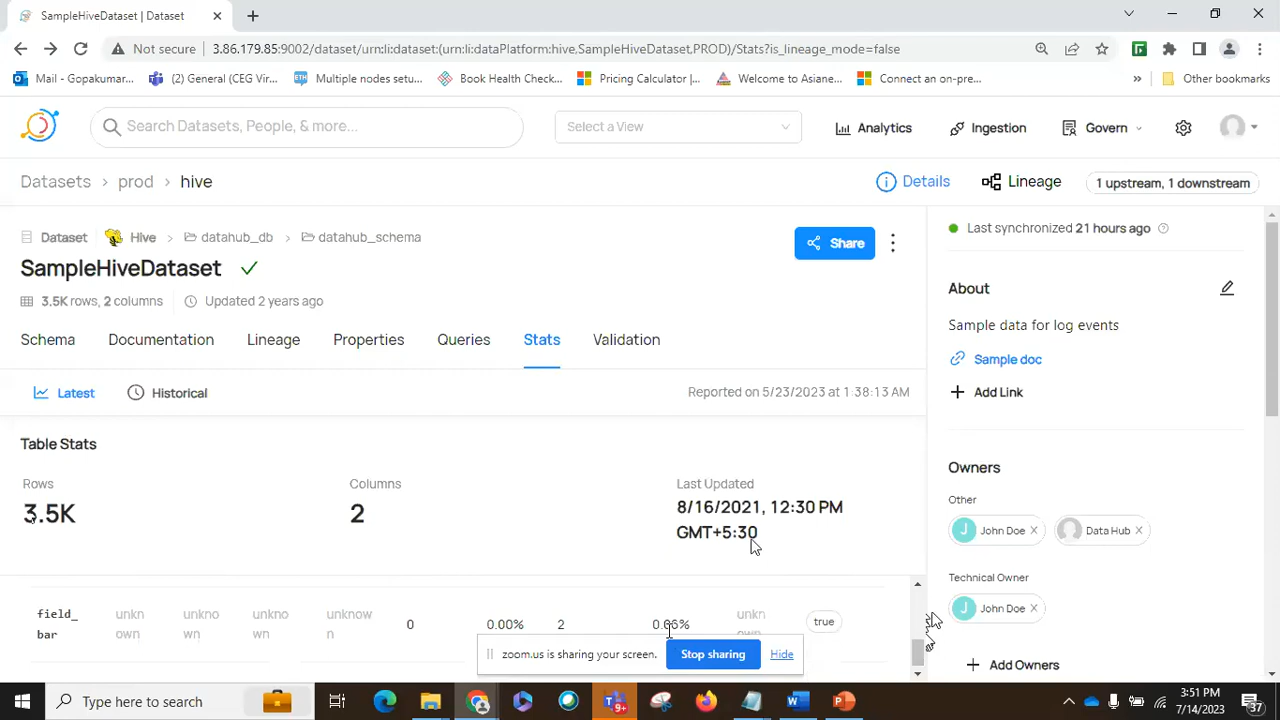 SampleHiveDataset | Dataset
Not secure 3.86.179.85:9002/dataset/urn:li:dataset:(urn:li:dataPlatform:hive,SampleHiveDataset,PROD)/Stats?is_lineage_mode=false
Mail - Gopakumar... (2) General (CEG Vir... Multiple nodes setu... Book Health Check... Pricing Calculator |... Welcome to Asiane... Connect an on-pre... » Other bookmarks
Search Datasets, People, & more... Select a View Analytics Ingestion Govern
Datasets > prod > hive Details Lineage 1 upstream, 1 downstream
Dataset Hive > datahub_db > datahub_schema
Share
SampleHiveDataset
3.5K rows, 2 columns Updated 2 years ago
Schema Documentation Lineage Properties Queries Stats Validation
Latest Historical Reported on 5/23/2023 at 1:38:13 AM
Table Stats
Rows Columns Last Updated
3.5K 2 8/16/2021, 12:30 PM
GMT+5:30
field_ unkn unkno unkno unknow 0 0.00% 2 unkn true
bar own wn wn n
zoom.us is sharing your screen. Stop sharing Hide
Last synchronized 21 hours ago
About
Sample data for log events
Sample doc
+ Add Link
Owners
Other
J John Doe × Data Hub ×
Technical Owner
J John Doe ×
+ Add Owners
Type here to search
9+
3:51 PM
7/14/2023
37